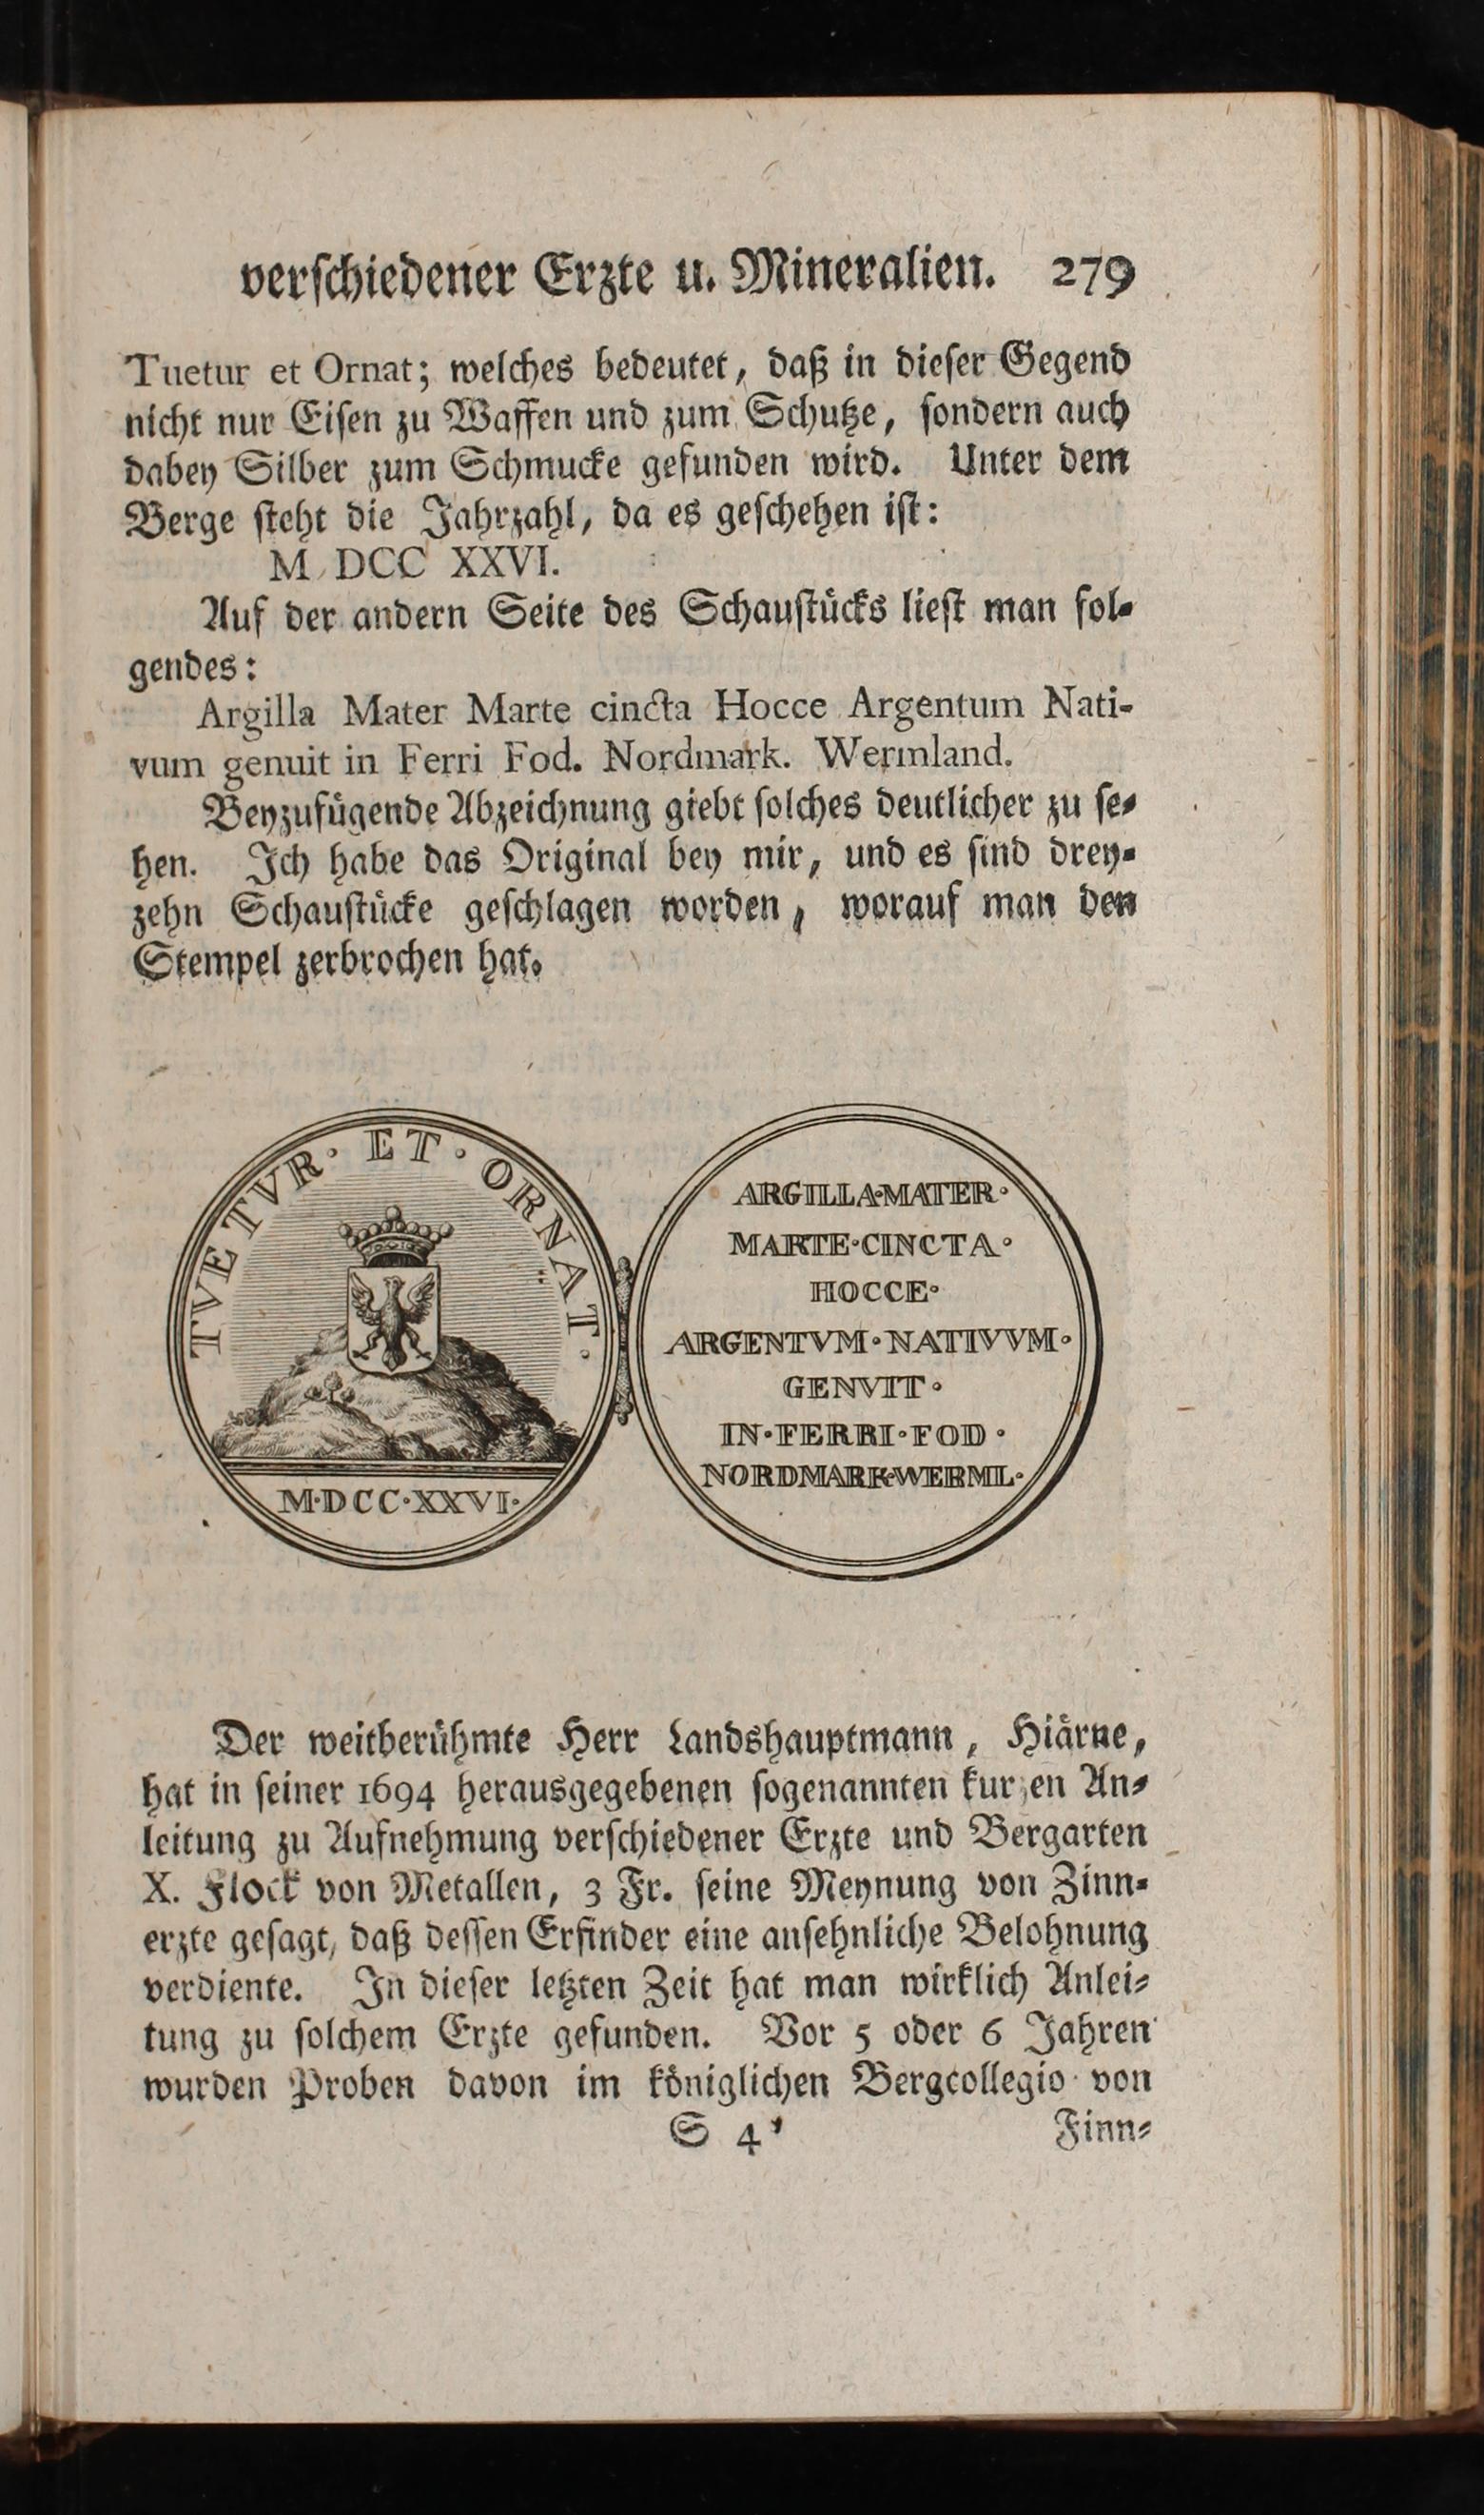 verschiedener Erzte u. Mineralien. 279
Tuetur et Ornat; welches bedeutet, daß in dieser Gegend
nicht nur Eisen zu Waffen und zum Schutze, sondern auch
dabey Silber zum Schmucke gefunden wird. Unter dem
Berge steht die Jahrzahl, da es geschehen ist:
M DCC XXVI.
Auf der andern Seite des Schaustücks liest man fol-
gendes:
Argilla Mater Marte cincta Hocce Argentum Nati-
vum genuit in Ferri Fod. Nordmark. Wermland.
Beyzufügende Abzeichnung giebt solches deutlicher zu se-
hen. Ich habe das Original bey mir, und es sind drey-
zehn Schaustücke geschlagen worden, worauf man den
Stempel zerbrochen hat.
TVETVR · ET · ORNAT ·
M·DCC·XXVI·
ARGILLA·MATER·
MARTE·CINCTA·
HOCCE·
ARGENTVM·NATIVVM·
GENVIT·
IN·FERRI·FOD·
NORDMARK·WERML·
Der weitberühmte Herr Landshauptmann, Hiärne,
hat in seiner 1694 herausgegebenen sogenannten kurzen An-
leitung zu Aufnehmung verschiedener Erzte und Bergarten
X. Flock von Metallen, 3 Fr. seine Meynung von Zinn-
erzte gesagt, daß dessen Erfinder eine ansehnliche Belohnung
verdiente. In dieser letzten Zeit hat man wirklich Anlei-
tung zu solchem Erzte gefunden. Vor 5 oder 6 Jahren
wurden Proben davon im königlichen Bergcollegio von
S 4 Finn-